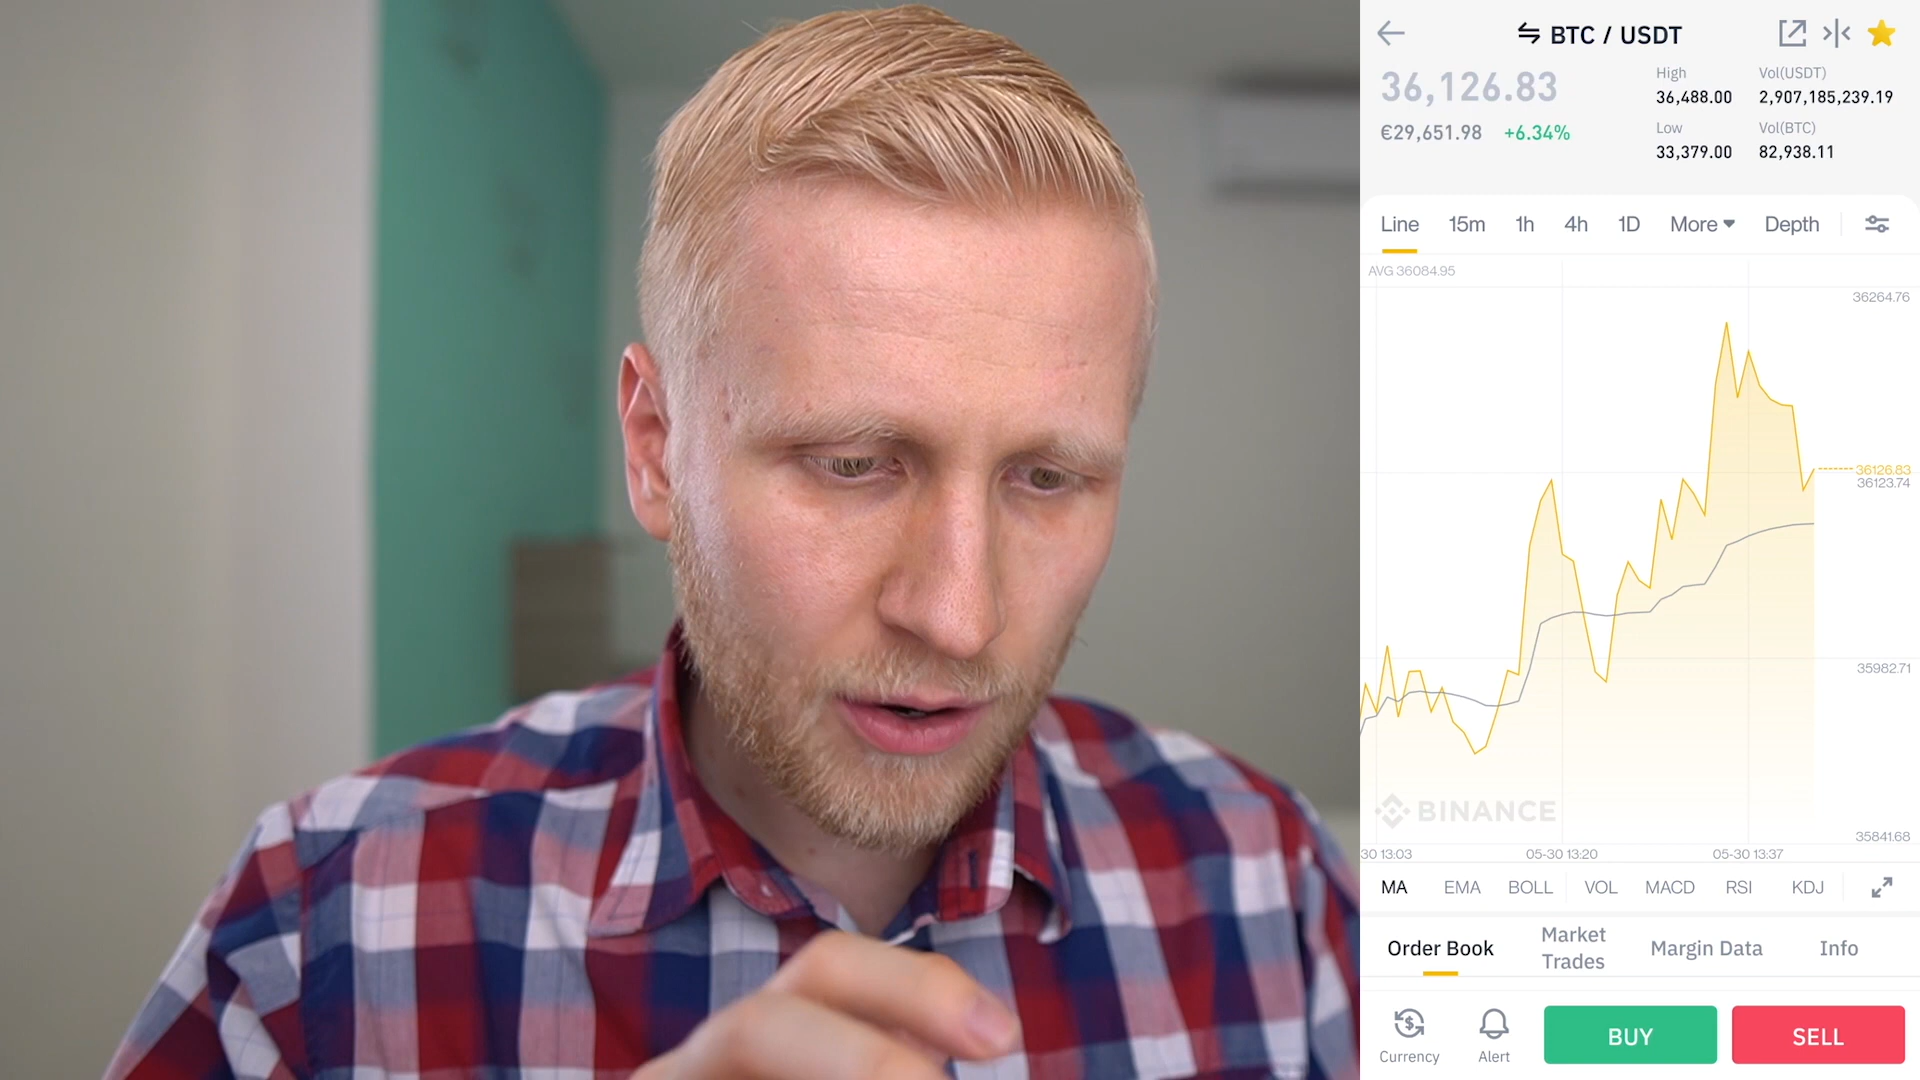 BTC / USDT
36,126.83
€29,651.98 +6.34%
High
36,488.00
Low
33,379.00
Vol(USDT)
2,907,185,239.19
Vol(BTC)
82,938.11
Line 15m 1h 4h 1D More Depth
AVG 36084.95
36264.76
36126.83
36123.74
35982.71
35841.68
BINANCE
30 13:03 05-30 13:20 05-30 13:37
MA EMA BOLL VOL MACD RSI KDJ
Order Book
Market
Trades
Margin Data
Info
Currency
Alert
BUY
SELL